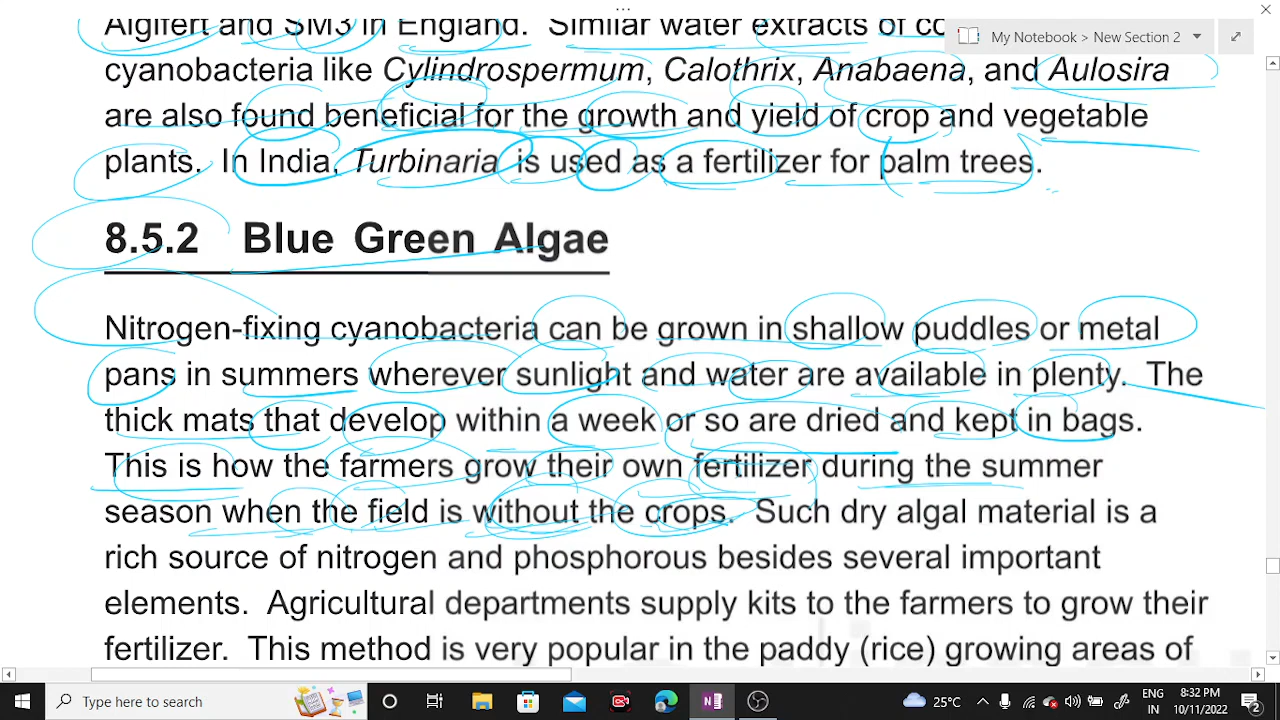 ...
My Notebook > New Section 2
Algifert and SM3 in England. Similar water extracts of co
cyanobacteria like Cylindrospermum, Calothrix, Anabaena, and Aulosira
are also found beneficial for the growth and yield of crop and vegetable
plants. In India, Turbinaria is used as a fertilizer for palm trees.
8.5.2 Blue Green Algae
Nitrogen-fixing cyanobacteria can be grown in shallow puddles or metal
pans in summers wherever sunlight and water are available in plenty. The
thick mats that develop within a week or so are dried and kept in bags.
This is how the farmers grow their own fertilizer during the summer
season when the field is without the crops. Such dry algal material is a
rich source of nitrogen and phosphorous besides several important
elements. Agricultural departments supply kits to the farmers to grow their
fertilizer. This method is very popular in the paddy (rice) growing areas of
Type here to search
25°C
ENG
IN
8:32 PM
10/11/2022
2